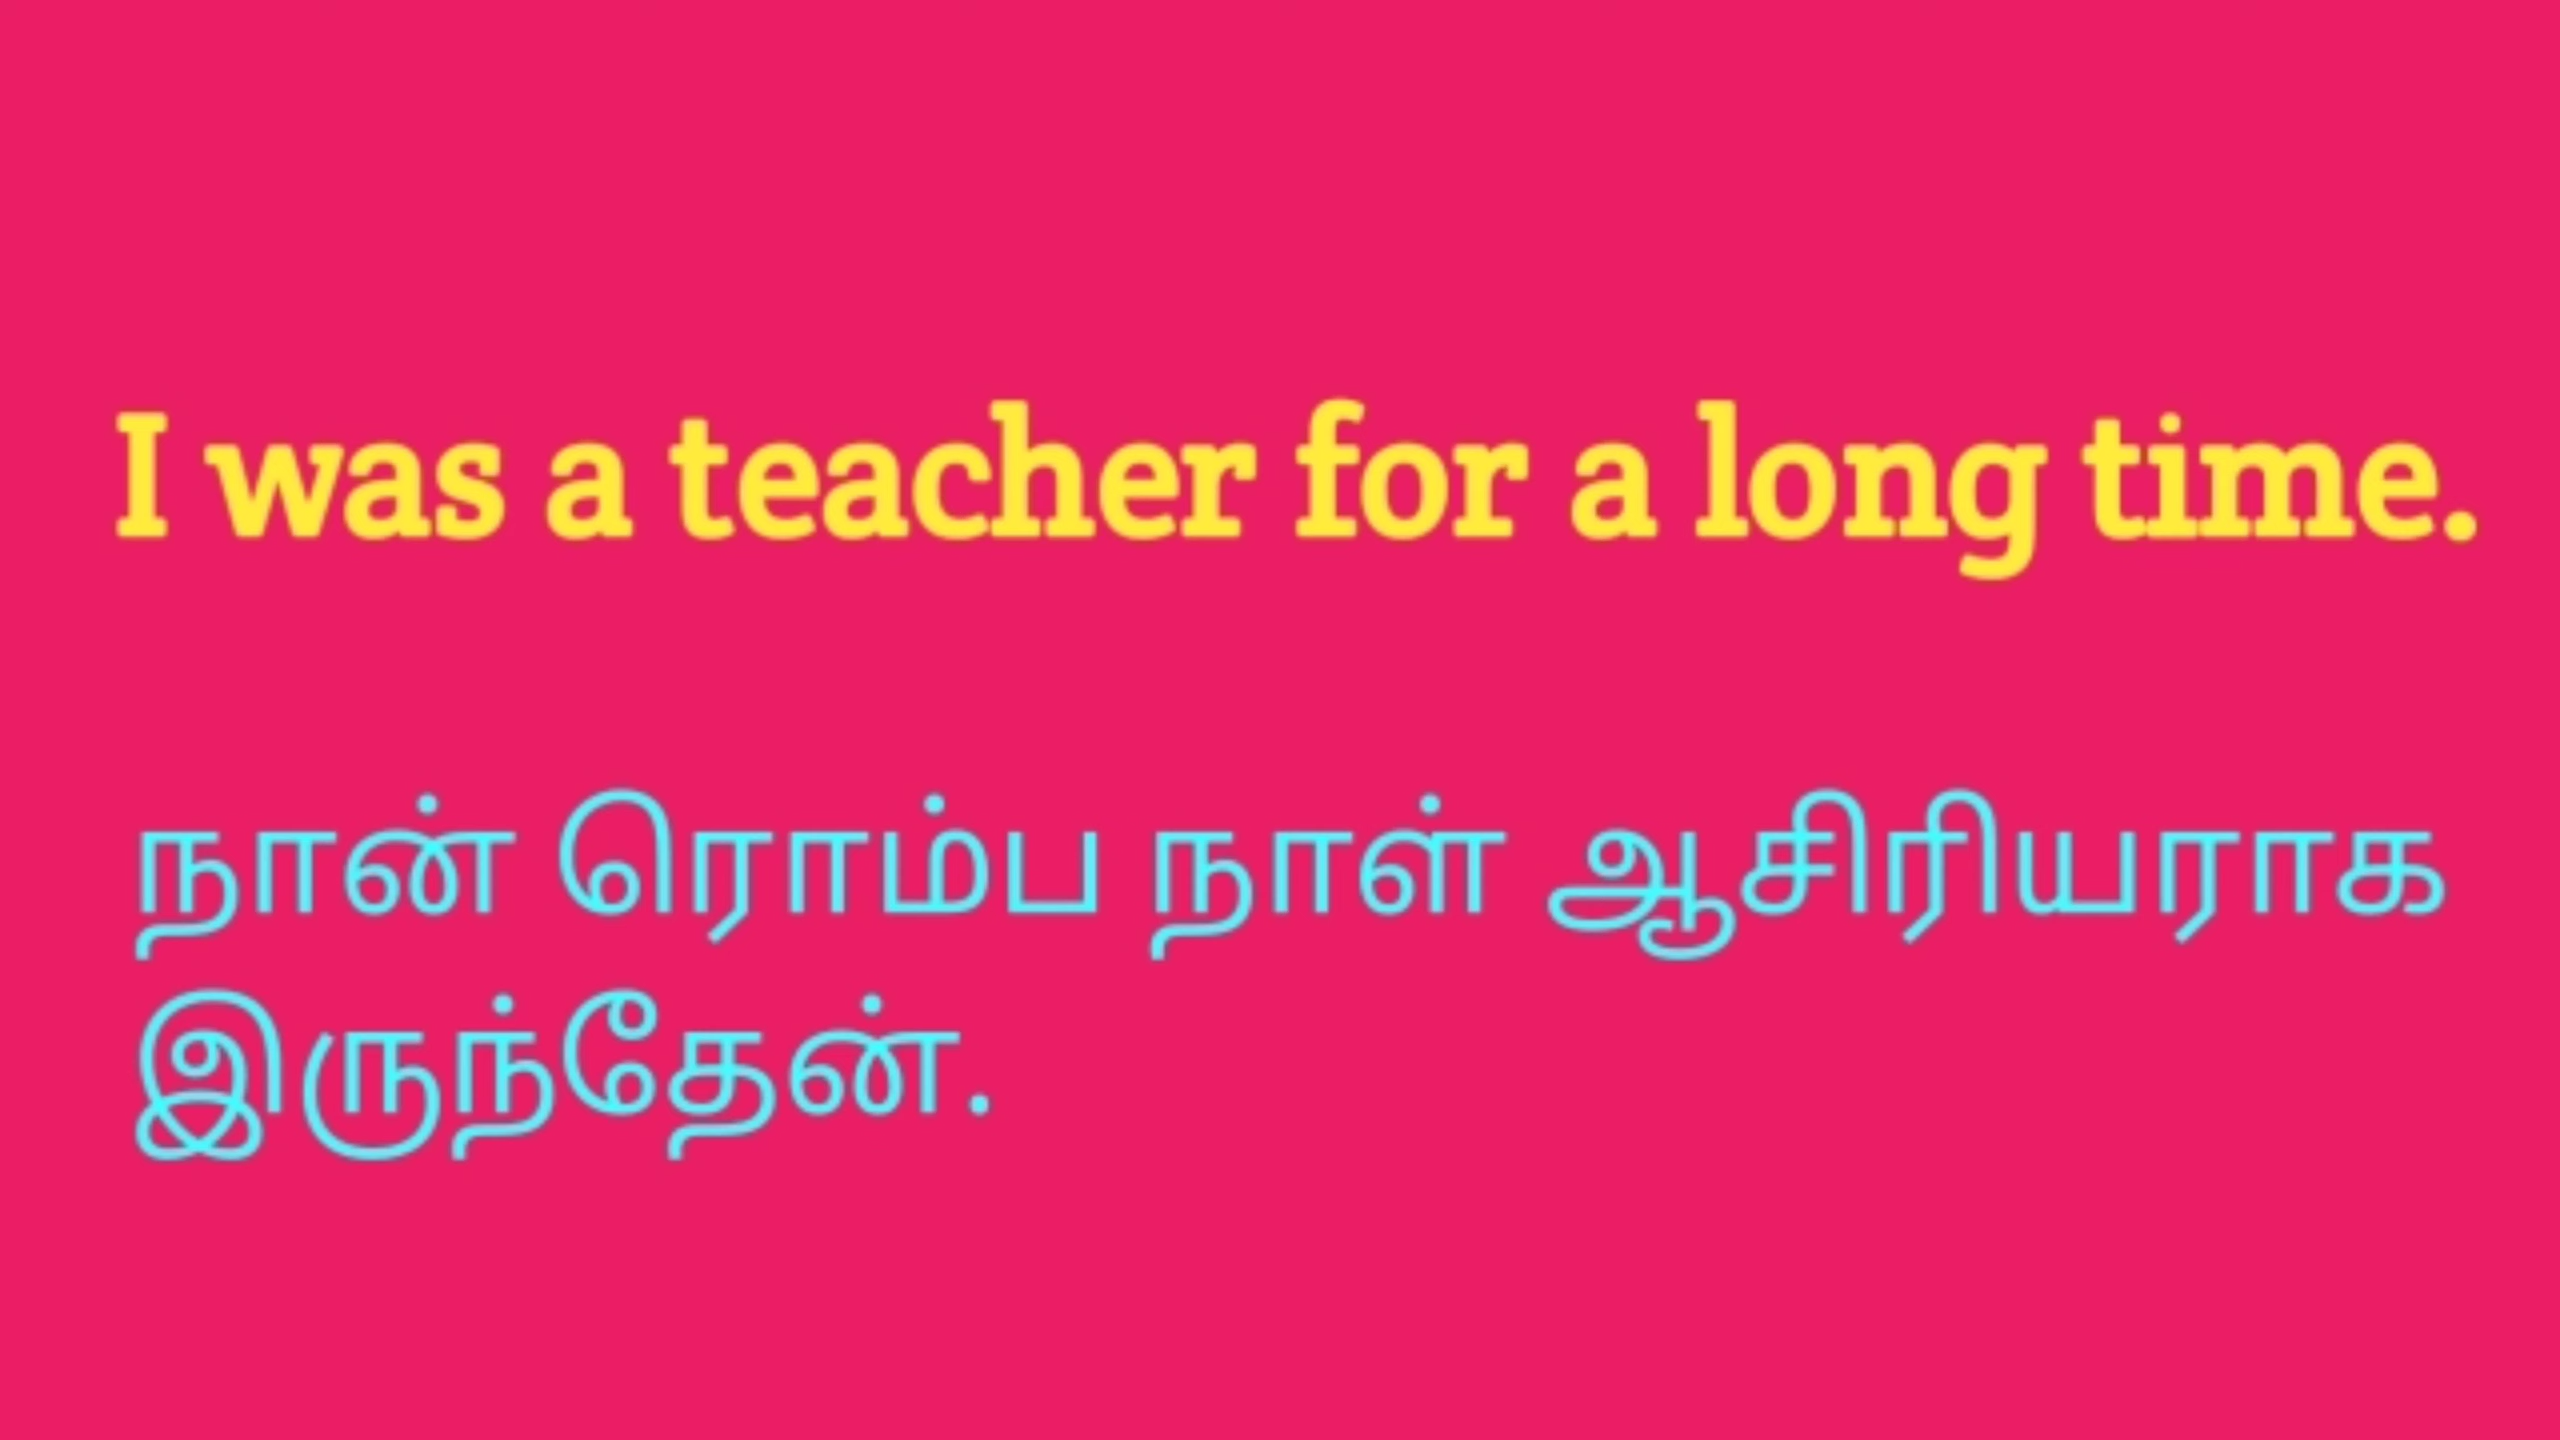 I was a teacher for a long time.
நான் ரொம்ப நாள் ஆசிரியராக
இருந்தேன்.